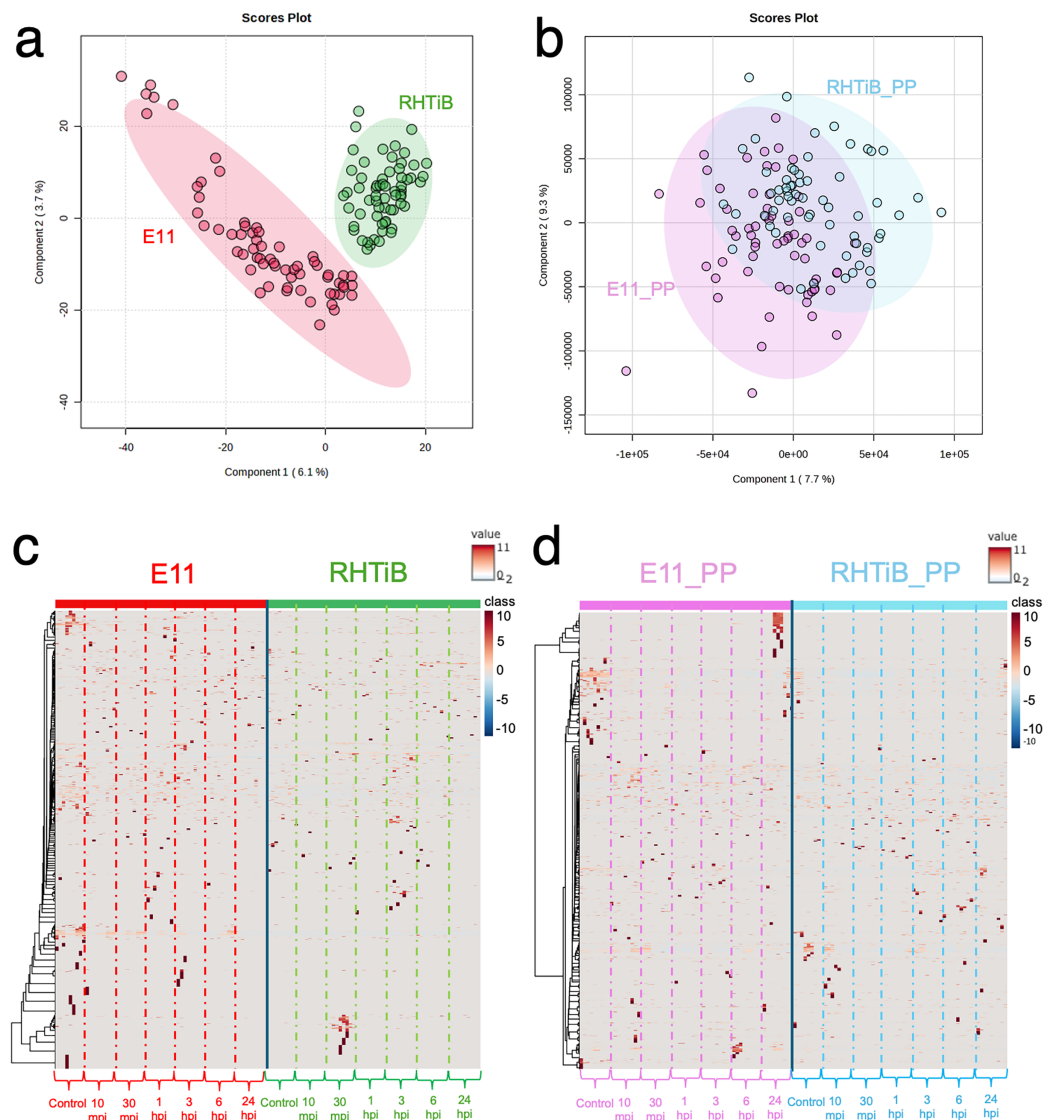 a
Scores Plot
RHTiB
E11
20
0
-20
-40
Component 2 ( 3.7 %)
-40
-20
0
20
Component 1 ( 6.1 %)
b
Scores Plot
RHTiB_PP
E11_PP
100000
50000
0
-50000
-100000
-150000
Component 2 ( 9.3 %)
-1e+05
-5e+04
0e+00
5e+04
1e+05
Component 1 ( 7.7 %)
c
E11
RHTiB
value
11
0
-2
class
10
5
0
-5
-10
Control
10 mpi
30 mpi
1 hpi
3 hpi
6 hpi
24 hpi
Control
10 mpi
30 mpi
1 hpi
3 hpi
6 hpi
24 hpi
d
E11_PP
RHTiB_PP
value
11
0
-2
class
10
5
0
-5
-10
-10
Control
10 mpi
30 mpi
1 hpi
3 hpi
6 hpi
24 hpi
Control
10 mpi
30 mpi
1 hpi
3 hpi
6 hpi
24 hpi